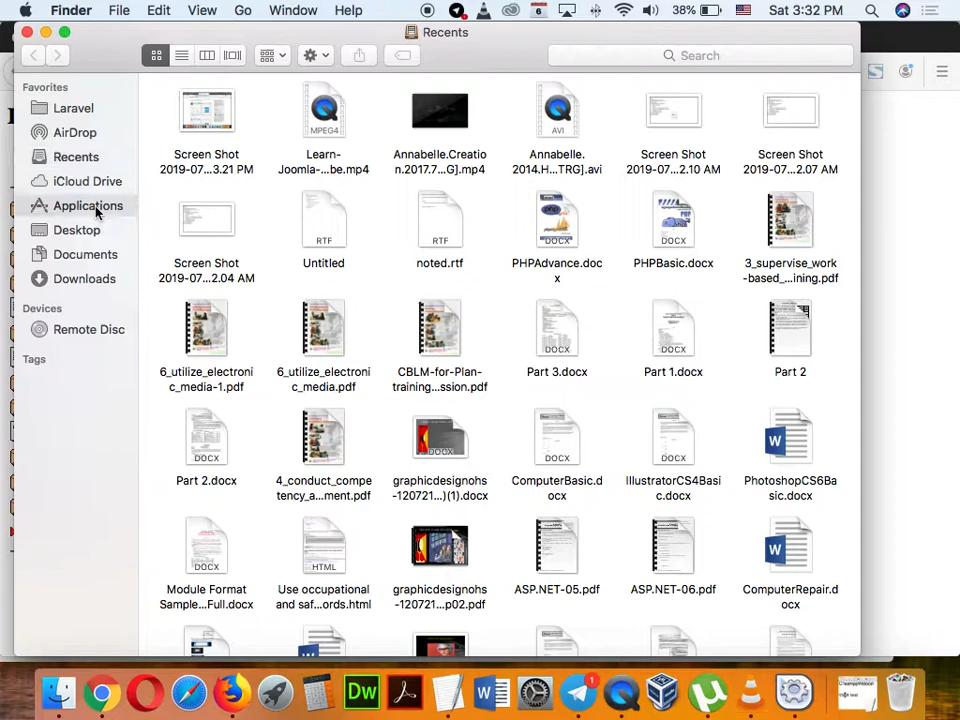 Finder File Edit View Go Window Help 6 38% Sat 3:32 PM
Recents
Search
Favorites
Laravel
AirDrop
Recents
iCloud Drive
Applications
Desktop
Documents
Downloads
Devices
Remote Disc
Tags
MPEG4 AVI
Screen Shot 2019-07...3.21 PM
Learn-Joomla-...be.mp4
Annabelle.Creation.2017.7...G].mp4
Annabelle.2014.H...TRG].avi
Screen Shot 2019-07...2.10 AM
Screen Shot 2019-07...2.07 AM
RTF RTF DOCX DOCX
Screen Shot 2019-07...2.04 AM
Untitled
noted.rtf
PHPAdvance.docx
PHPBasic.docx
3_supervise_work-based_...ining.pdf
DOCX DOCX
6_utilize_electronic_media-1.pdf
6_utilize_electronic_media.pdf
CBLM-for-Plan-training...ssion.pdf
Part 3.docx
Part 1.docx
Part 2
DOCX DOCX DOCX DOCX W
Part 2.docx
4_conduct_competency_a...ment.pdf
graphicdesignohs-120721...)(1).docx
ComputerBasic.docx
IllustratorCS4Basic.docx
PhotoshopCS6Basic.docx
DOCX HTML W
Module Format Sample...Full.docx
Use occupational and saf...ords.html
graphicdesignohs-120721...p02.pdf
ASP.NET-05.pdf
ASP.NET-06.pdf
ComputerRepair.docx
Dw W 1